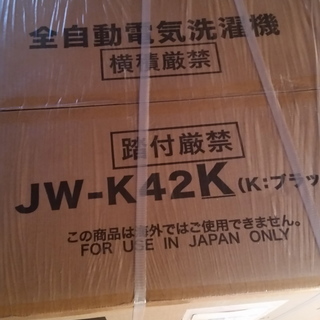 全自動電気洗濯機
横積厳禁
踏付厳禁
JW-K42K(K:ブラッ
この商品は海外ではご使用できません。
FOR USE IN JAPAN ONLY